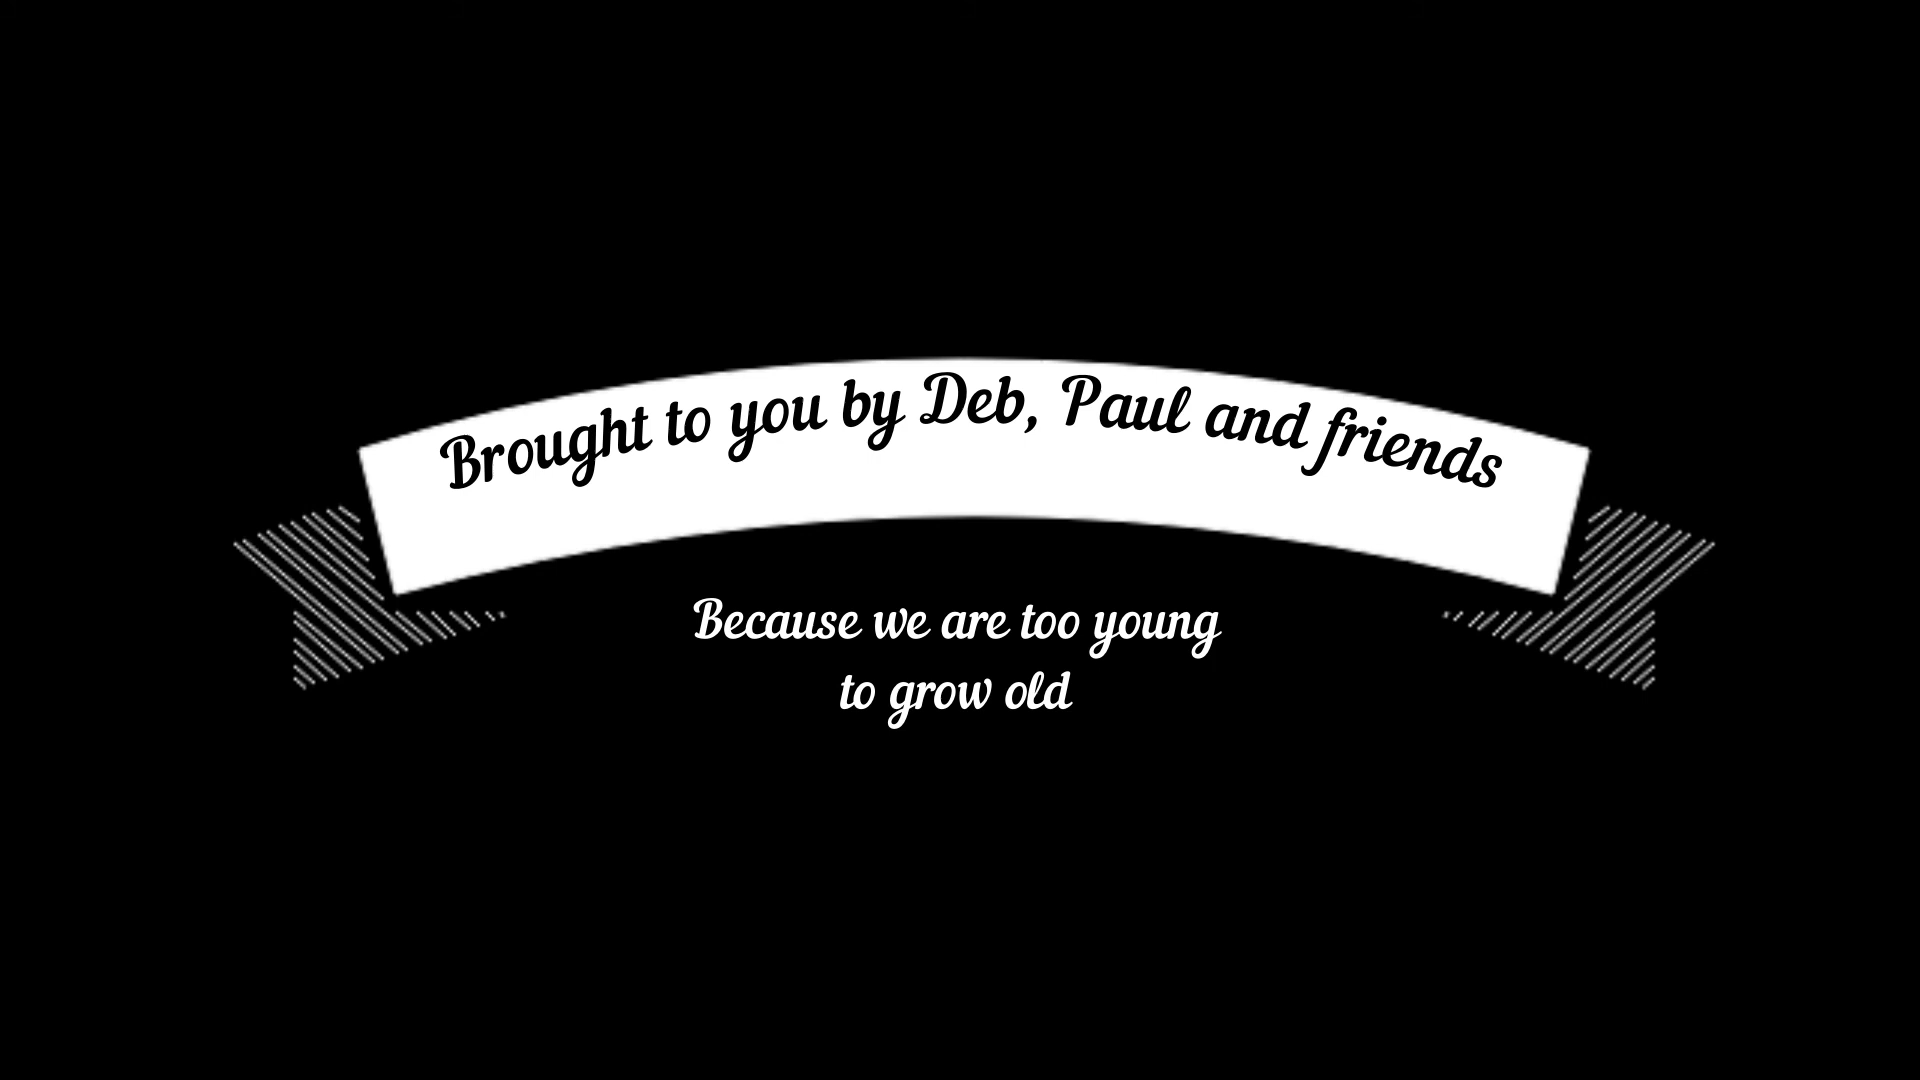 Brought to you by Deb, Paul and friends
Because we are too young
to grow old